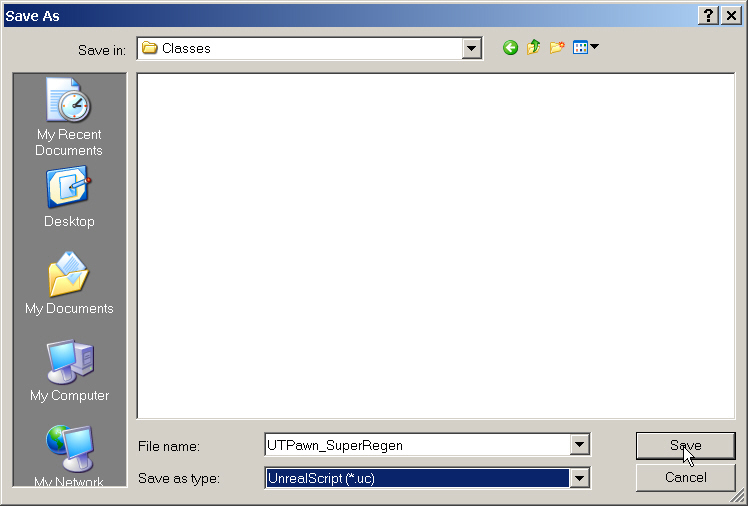 Save As
Save in:
Classes
My Recent
Documents
Desktop
My Documents
My Computer
My Network
File name:
UTPawn_SuperRegen
Save
Save as type:
UnrealScript (*.uc)
Cancel